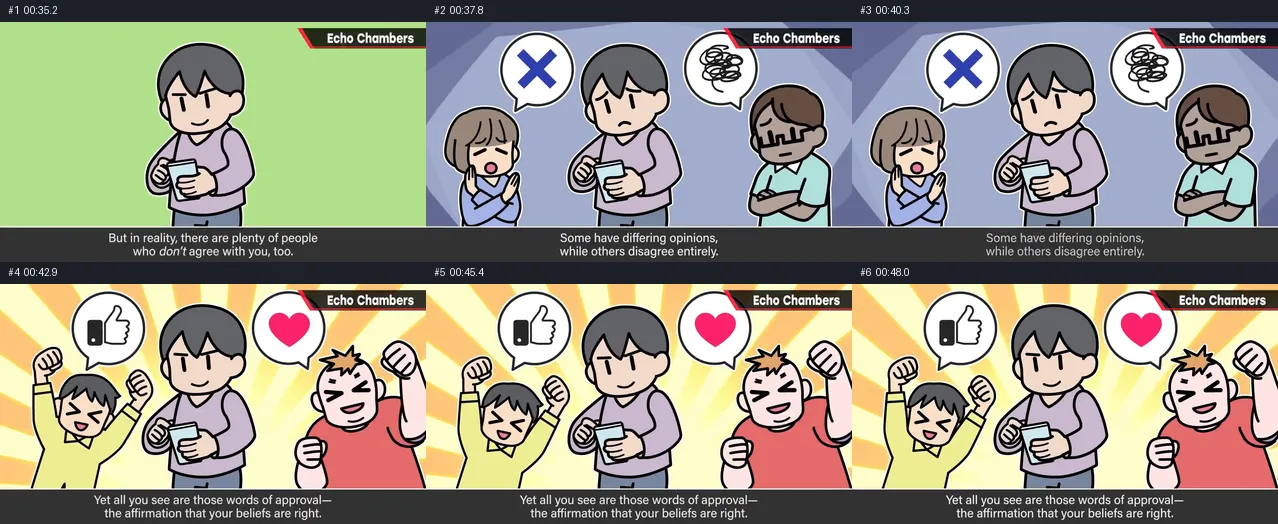 #1 00:35.2
Echo Chambers
But in reality, there are plenty of people
who don't agree with you, too.
#2 00:37.8
Echo Chambers
Some have differing opinions,
while others disagree entirely.
#3 00:40.3
Echo Chambers
Some have differing opinions,
while others disagree entirely.
#4 00:42.9
Echo Chambers
Yet all you see are those words of approval—
the affirmation that your beliefs are right.
#5 00:45.4
Echo Chambers
Yet all you see are those words of approval—
the affirmation that your beliefs are right.
#6 00:48.0
Echo Chambers
Yet all you see are those words of approval—
the affirmation that your beliefs are right.